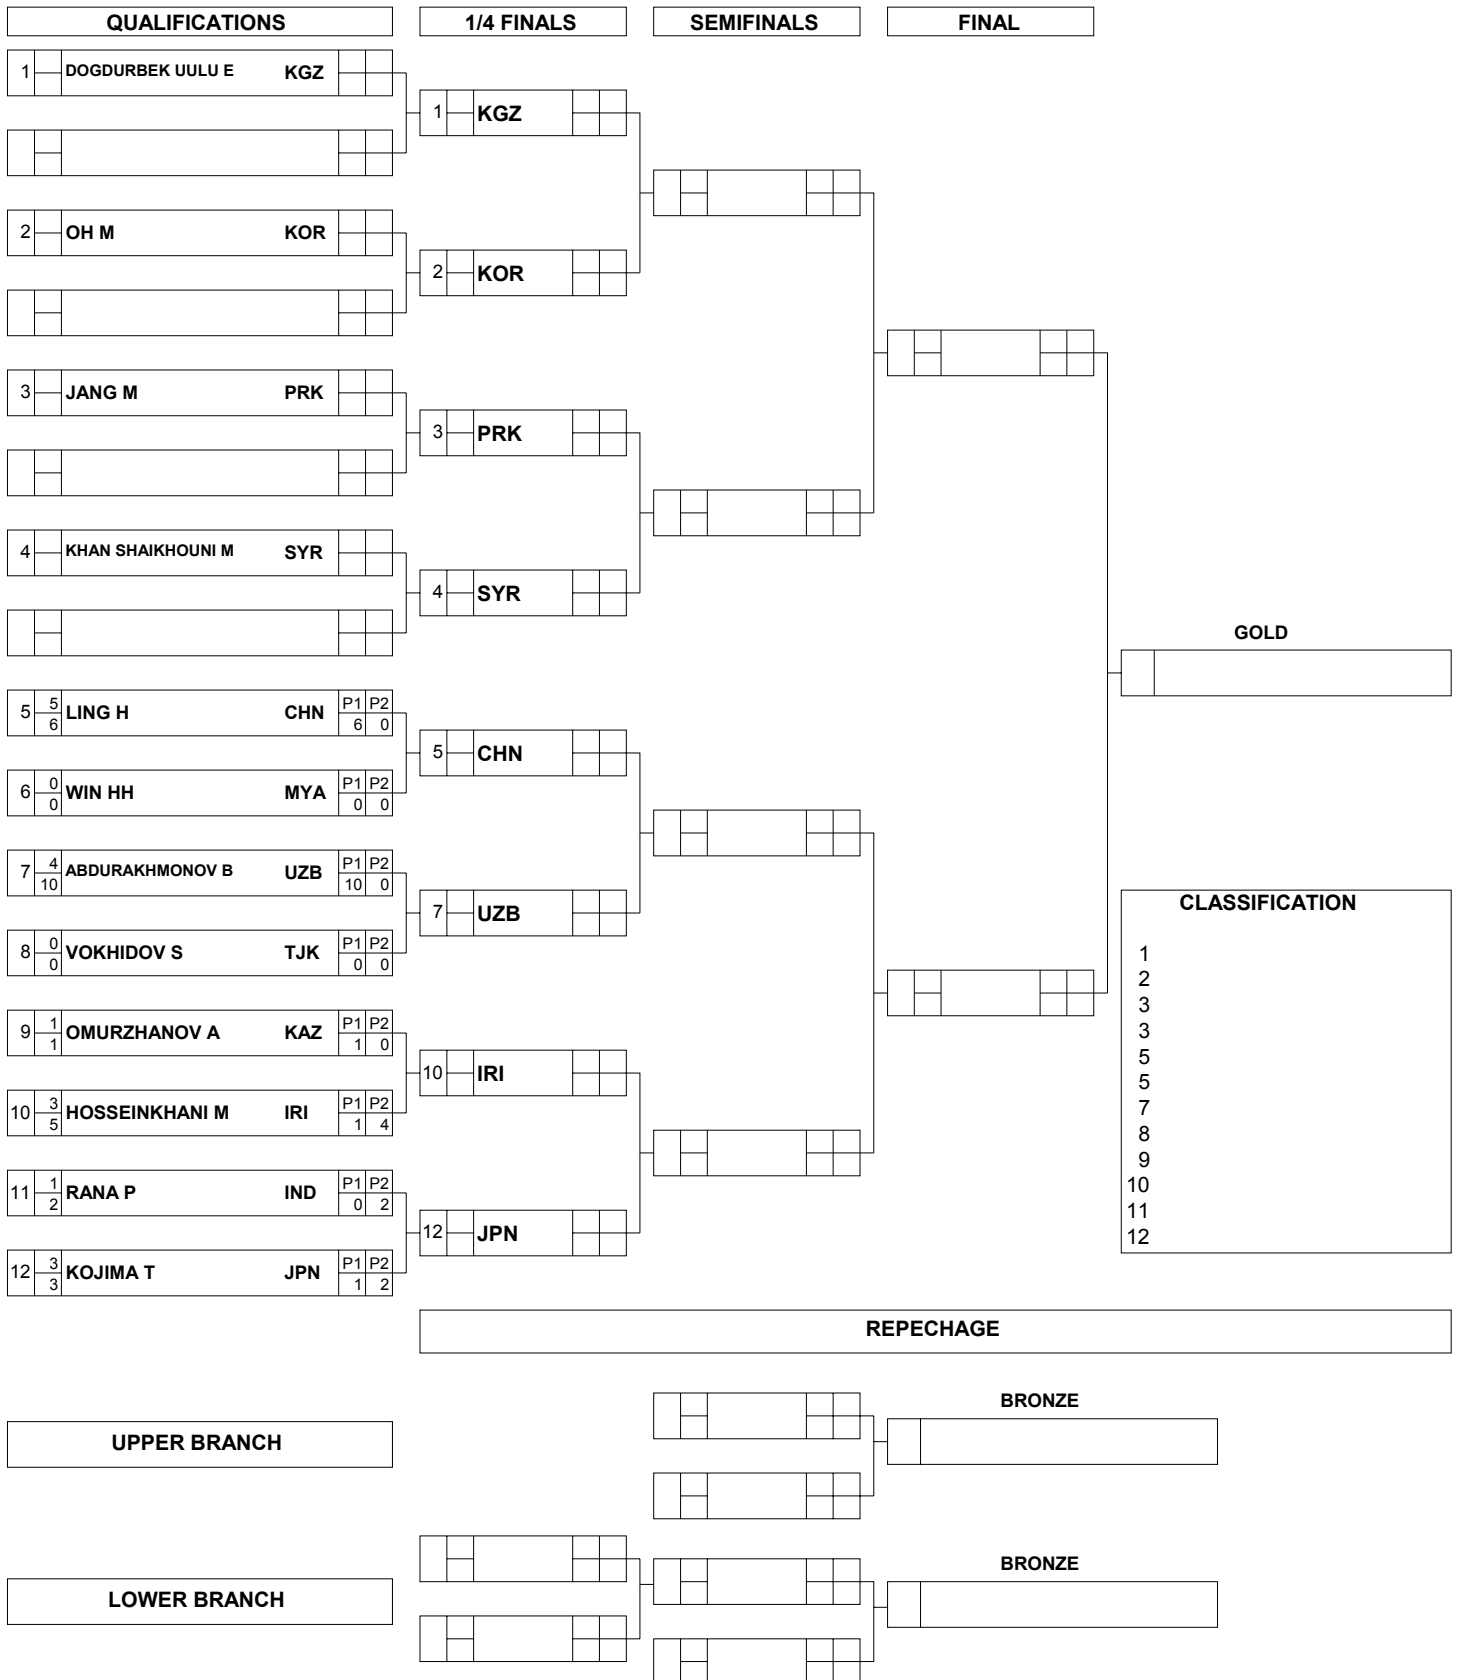 QUALIFICATIONS 1/4 FINALS SEMIFINALS FINAL
1 DOGDURBEK UULU E KGZ
1 KGZ
2 OH M KOR
2 KOR
3 JANG M PRK
3 PRK
4 KHAN SHAIKHOUNI M SYR
4 SYR
GOLD
5 5 6 LING H CHN P1 P2 6 0
5 CHN
6 0 0 WIN HH MYA P1 P2 0 0
7 4 10 ABDURAKHMONOV B UZB P1 P2 10 0
7 UZB
8 0 0 VOKHIDOV S TJK P1 P2 0 0
9 1 1 OMURZHANOV A KAZ P1 P2 1 0
10 IRI
10 3 5 HOSSEINKHANI M IRI P1 P2 1 4
11 1 2 RANA P IND P1 P2 0 2
12 JPN
12 3 3 KOJIMA T JPN P1 P2 1 2
CLASSIFICATION
1
2
3
3
5
5
7
8
9
10
11
12
REPECHAGE
BRONZE
UPPER BRANCH
BRONZE
LOWER BRANCH